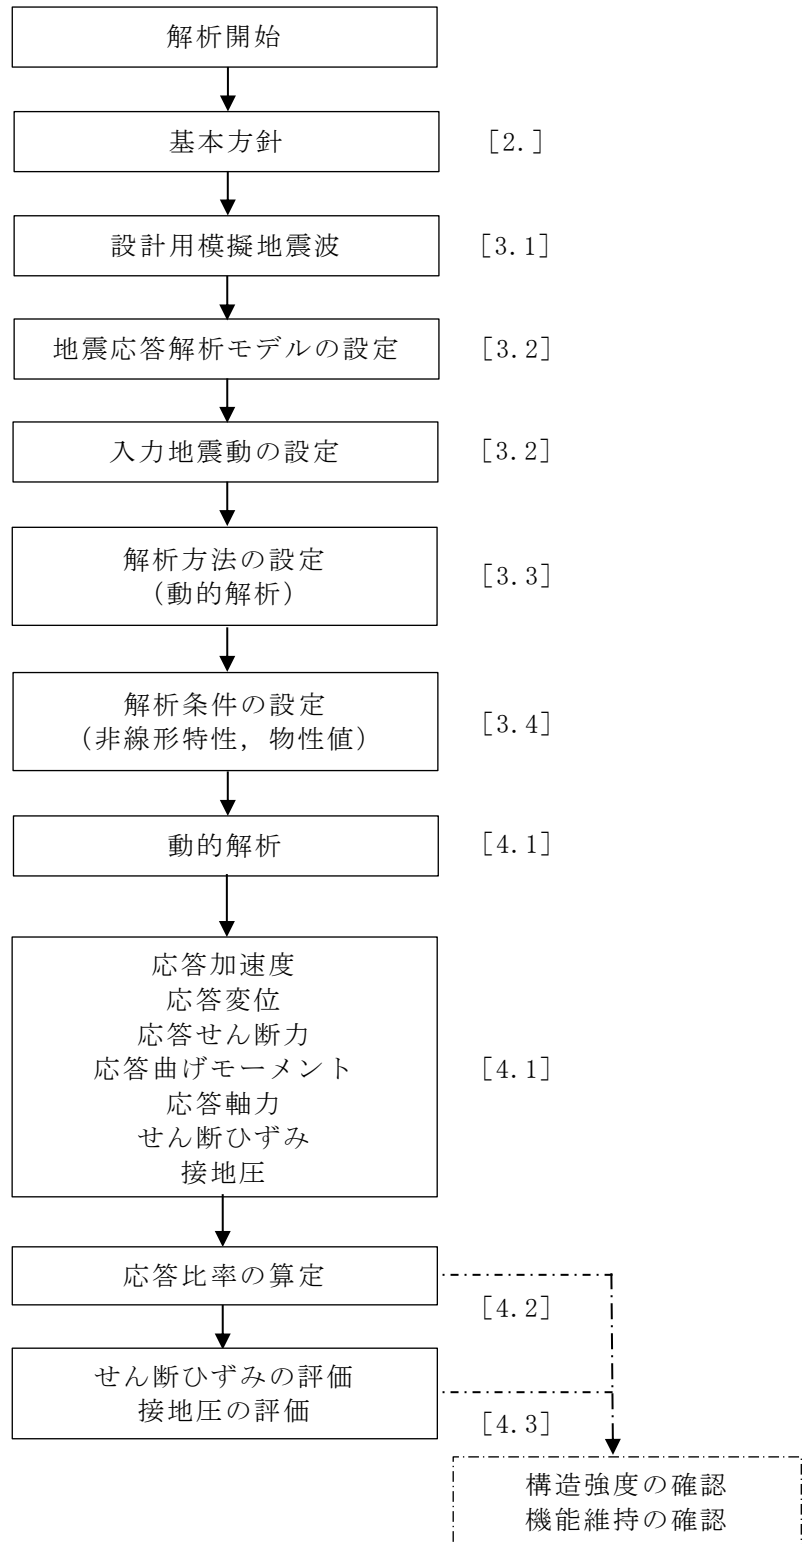 解析開始
基本方針
[2.]
設計用模擬地震波
[3.1]
地震応答解析モデルの設定
[3.2]
入力地震動の設定
[3.2]
解析方法の設定
（動的解析）
[3.3]
解析条件の設定
（非線形特性，物性値）
[3.4]
動的解析
[4.1]
応答加速度
応答変位
応答せん断力
応答曲げモーメント
応答軸力
せん断ひずみ
接地圧
[4.1]
応答比率の算定
[4.2]
せん断ひずみの評価
接地圧の評価
[4.3]
構造強度の確認
機能維持の確認